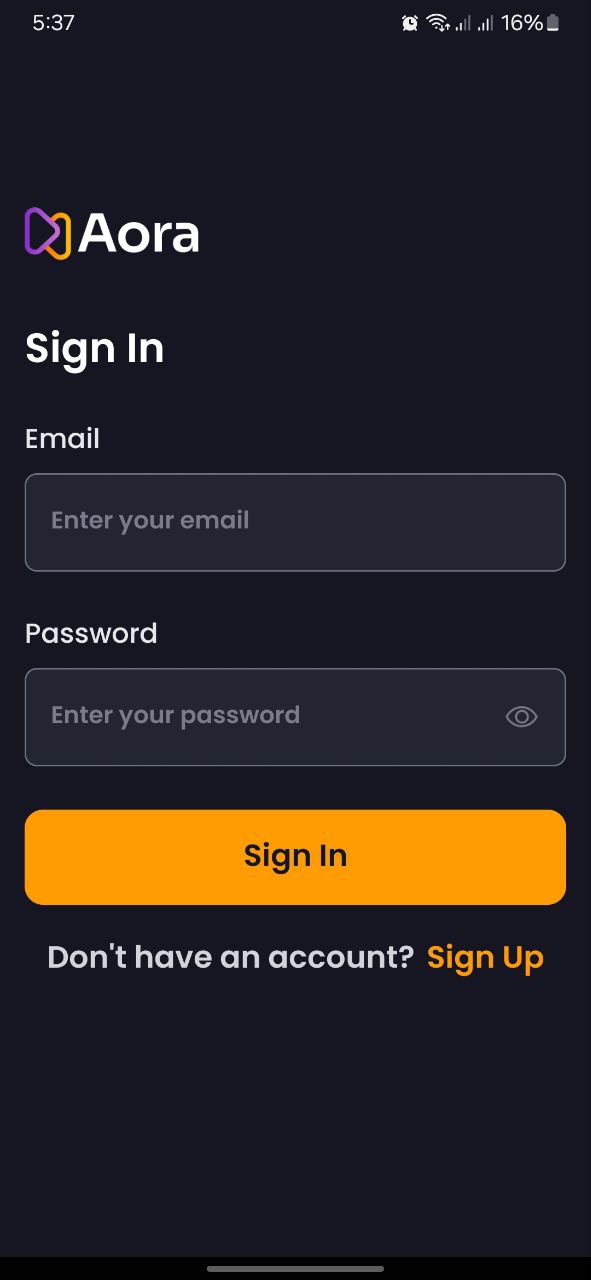 5:37 16%
Aora
Sign In
Email
Enter your email
Password
Enter your password
Sign In
Don't have an account? Sign Up